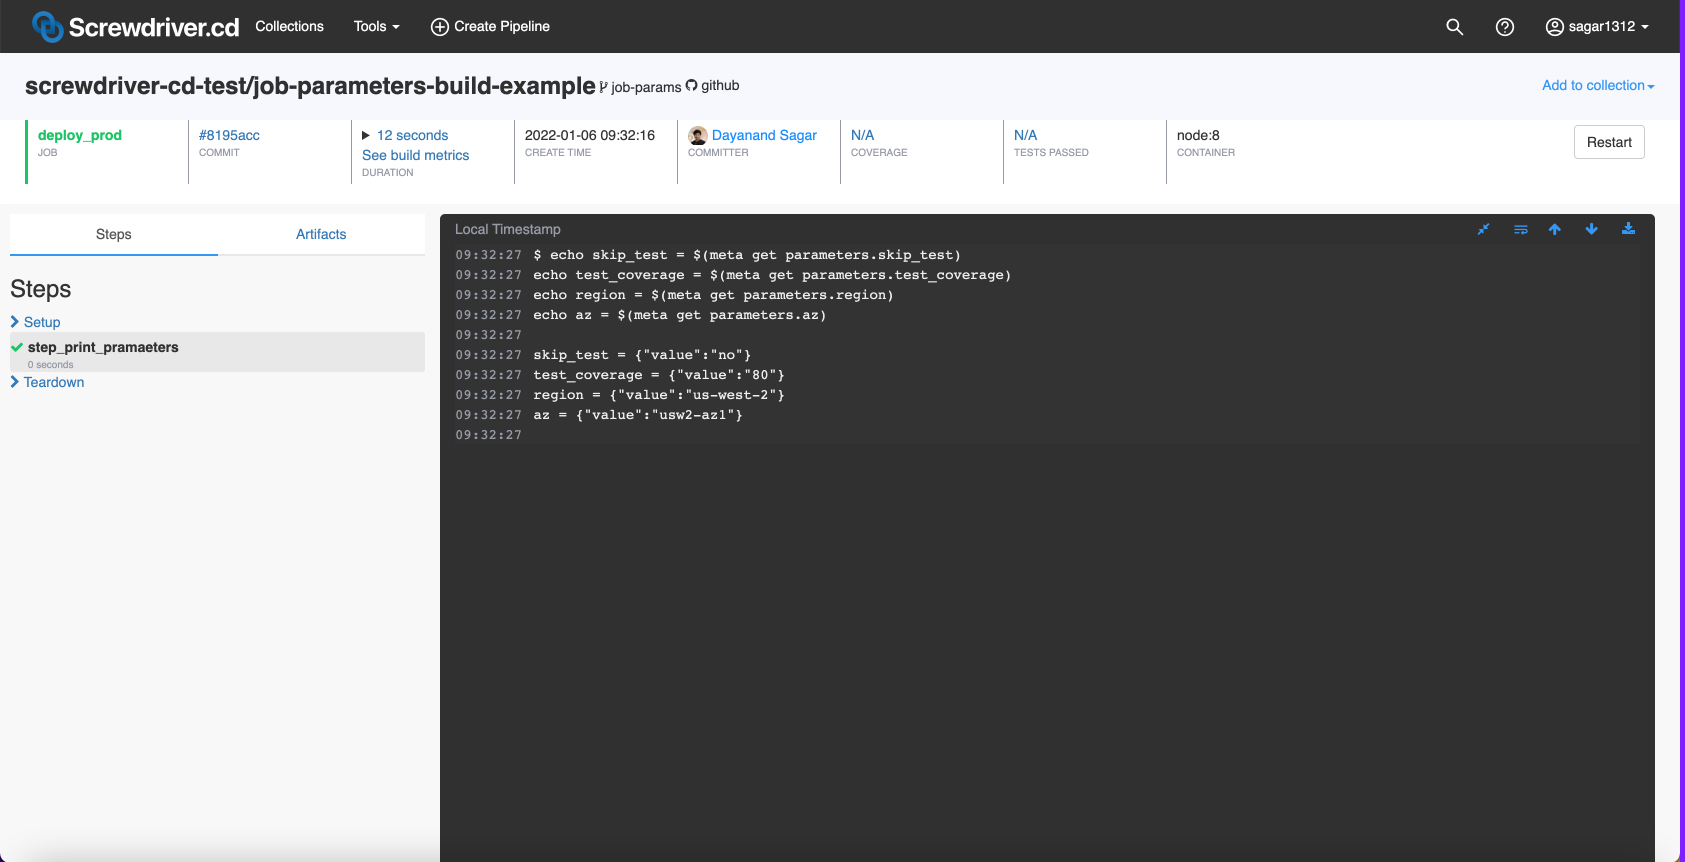 Screwdriver.cd Collections Tools Create Pipeline sagar1312
screwdriver-cd-test/job-parameters-build-example job-params github Add to collection
deploy_prod
JOB
#8195acc
COMMIT
12 seconds
See build metrics
DURATION
2022-01-06 09:32:16
CREATE TIME
Dayanand Sagar
COMMITTER
N/A
COVERAGE
N/A
TESTS PASSED
node:8
CONTAINER
Restart
Steps Artifacts
Steps
Setup
step_print_pramaeters
0 seconds
Teardown
Local Timestamp
09:32:27 $ echo skip_test = $(meta get parameters.skip_test)
09:32:27 echo test_coverage = $(meta get parameters.test_coverage)
09:32:27 echo region = $(meta get parameters.region)
09:32:27 echo az = $(meta get parameters.az)
09:32:27
09:32:27 skip_test = {"value":"no"}
09:32:27 test_coverage = {"value":"80"}
09:32:27 region = {"value":"us-west-2"}
09:32:27 az = {"value":"usw2-az1"}
09:32:27